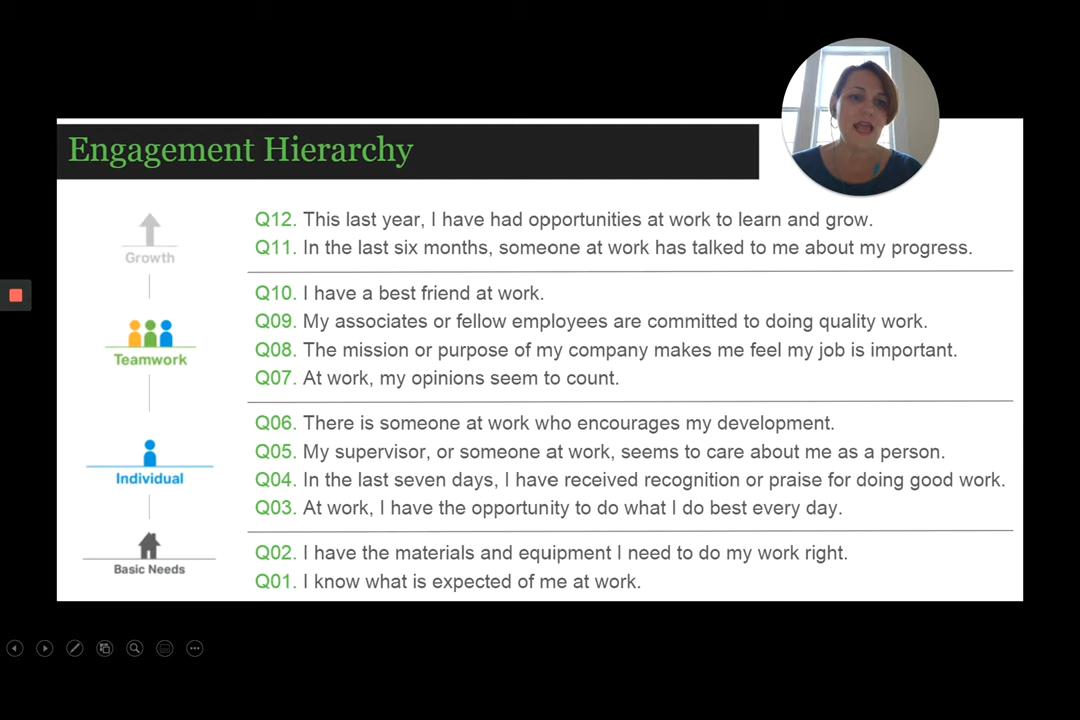 Engagement Hierarchy
Growth
Q12. This last year, I have had opportunities at work to learn and grow.
Q11. In the last six months, someone at work has talked to me about my progress.
Teamwork
Q10. I have a best friend at work.
Q09. My associates or fellow employees are committed to doing quality work.
Q08. The mission or purpose of my company makes me feel my job is important.
Q07. At work, my opinions seem to count.
Individual
Q06. There is someone at work who encourages my development.
Q05. My supervisor, or someone at work, seems to care about me as a person.
Q04. In the last seven days, I have received recognition or praise for doing good work.
Q03. At work, I have the opportunity to do what I do best every day.
Basic Needs
Q02. I have the materials and equipment I need to do my work right.
Q01. I know what is expected of me at work.